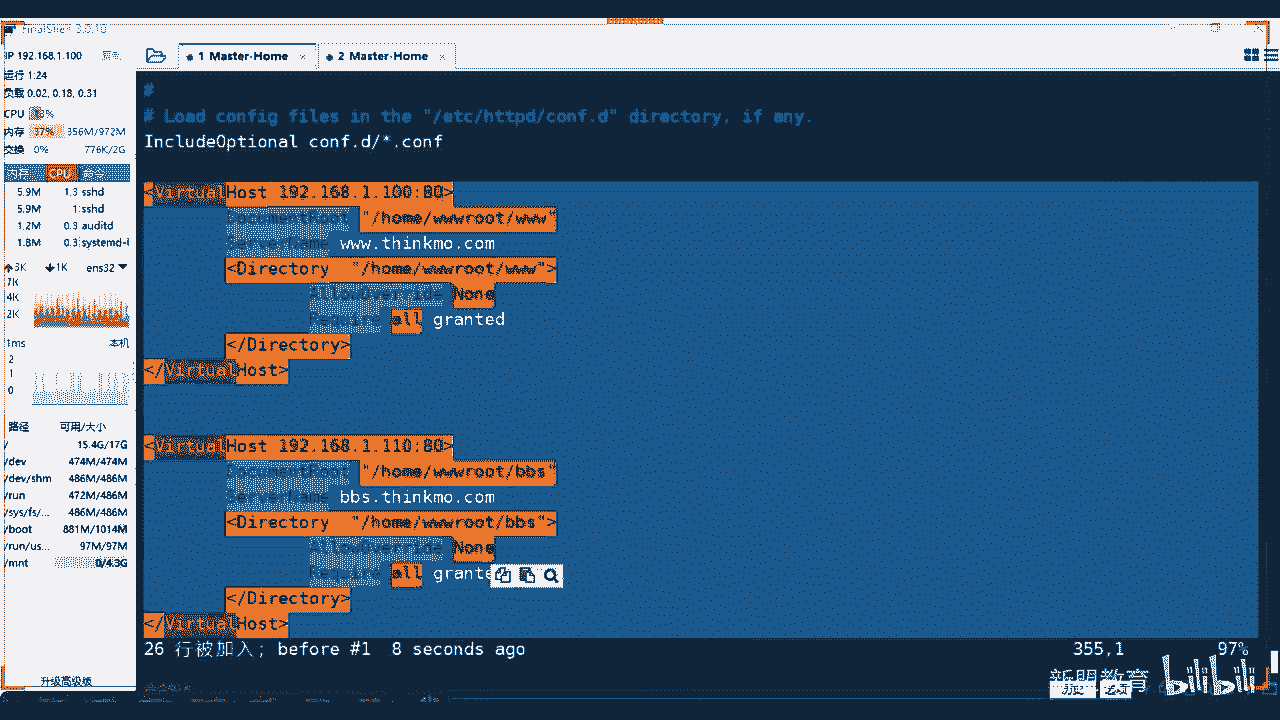 FinalShell 3.0.10
IP 192.168.1.100
运行 1:24
负载 0.02, 0.18, 0.31
CPU
内存 37% 356M/972M
交换 0% 776K/2G
内存 CPU 命令
5.9M 1.3 sshd
5.9M 1 sshd
1.2M 0.3 auditd
1.8M 0.3 systemd-l
3K 1K ens32
7K
4K
2K
1ms 本机
2
1
0
路径 可用/大小
/ 15.4G/17G
/dev 474M/474M
/dev/shm 486M/486M
/run 472M/486M
/sys/fs/... 486M/486M
/boot 881M/1014M
/run/us... 97M/97M
/mnt 0/4.3G
升级高级版
1 Master-Home
2 Master-Home
#
# Load config files in the "/etc/httpd/conf.d" directory, if any.
IncludeOptional conf.d/*.conf
<VirtualHost 192.168.1.100:80>
DocumentRoot "/home/wwwroot/www"
ServerName www.thinkmo.com
<Directory "/home/wwwroot/www">
AllowOverride None
Require all granted
</Directory>
</VirtualHost>
<VirtualHost 192.168.1.110:80>
DocumentRoot "/home/wwwroot/bbs"
ServerName bbs.thinkmo.com
<Directory "/home/wwwroot/bbs">
AllowOverride None
Require all grante
</Directory>
</VirtualHost>
26 行被加入; before #1 8 seconds ago 355,1 97%
新盟教育 bilibili